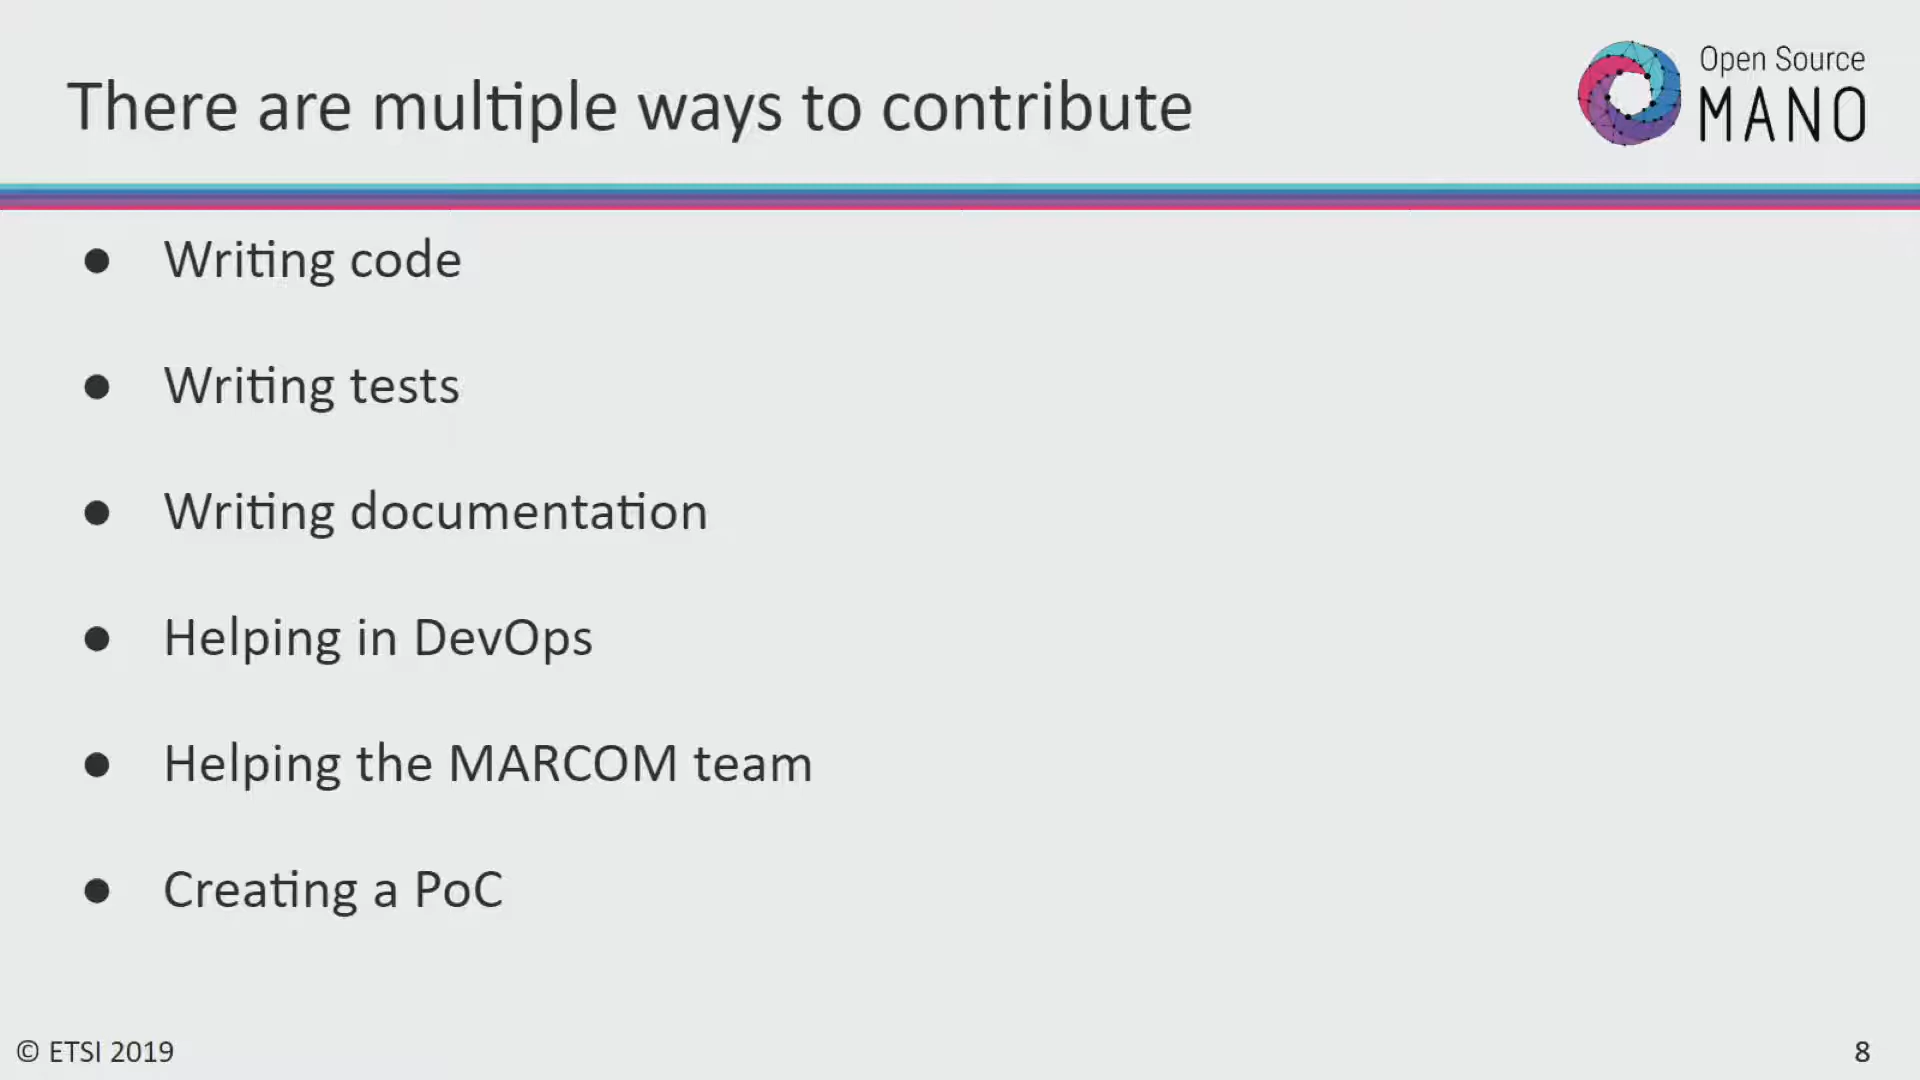 There are multiple ways to contribute
Open Source
MANO
● Writing code
● Writing tests
● Writing documentation
● Helping in DevOps
● Helping the MARCOM team
● Creating a PoC
© ETSI 2019
8